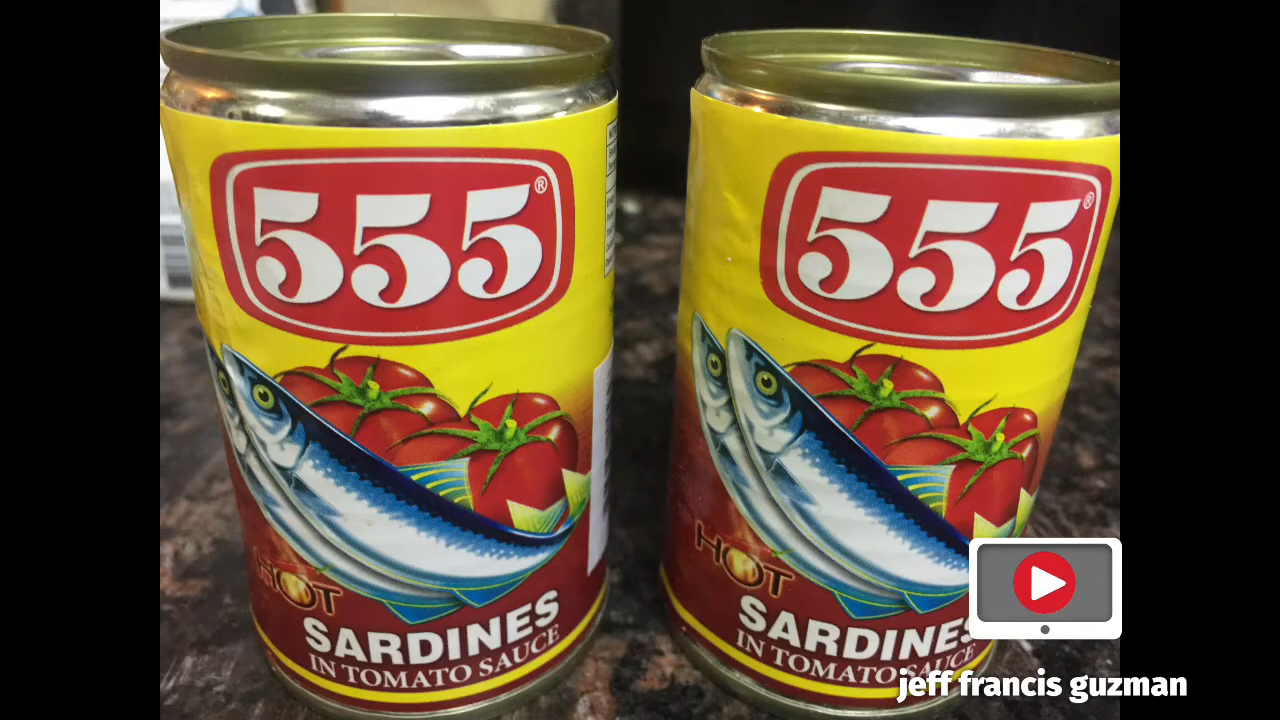 555®
HOT
SARDINES
IN TOMATO SAUCE
555®
HOT
SARDINES
IN TOMATO SAUCE
jeff francis guzman